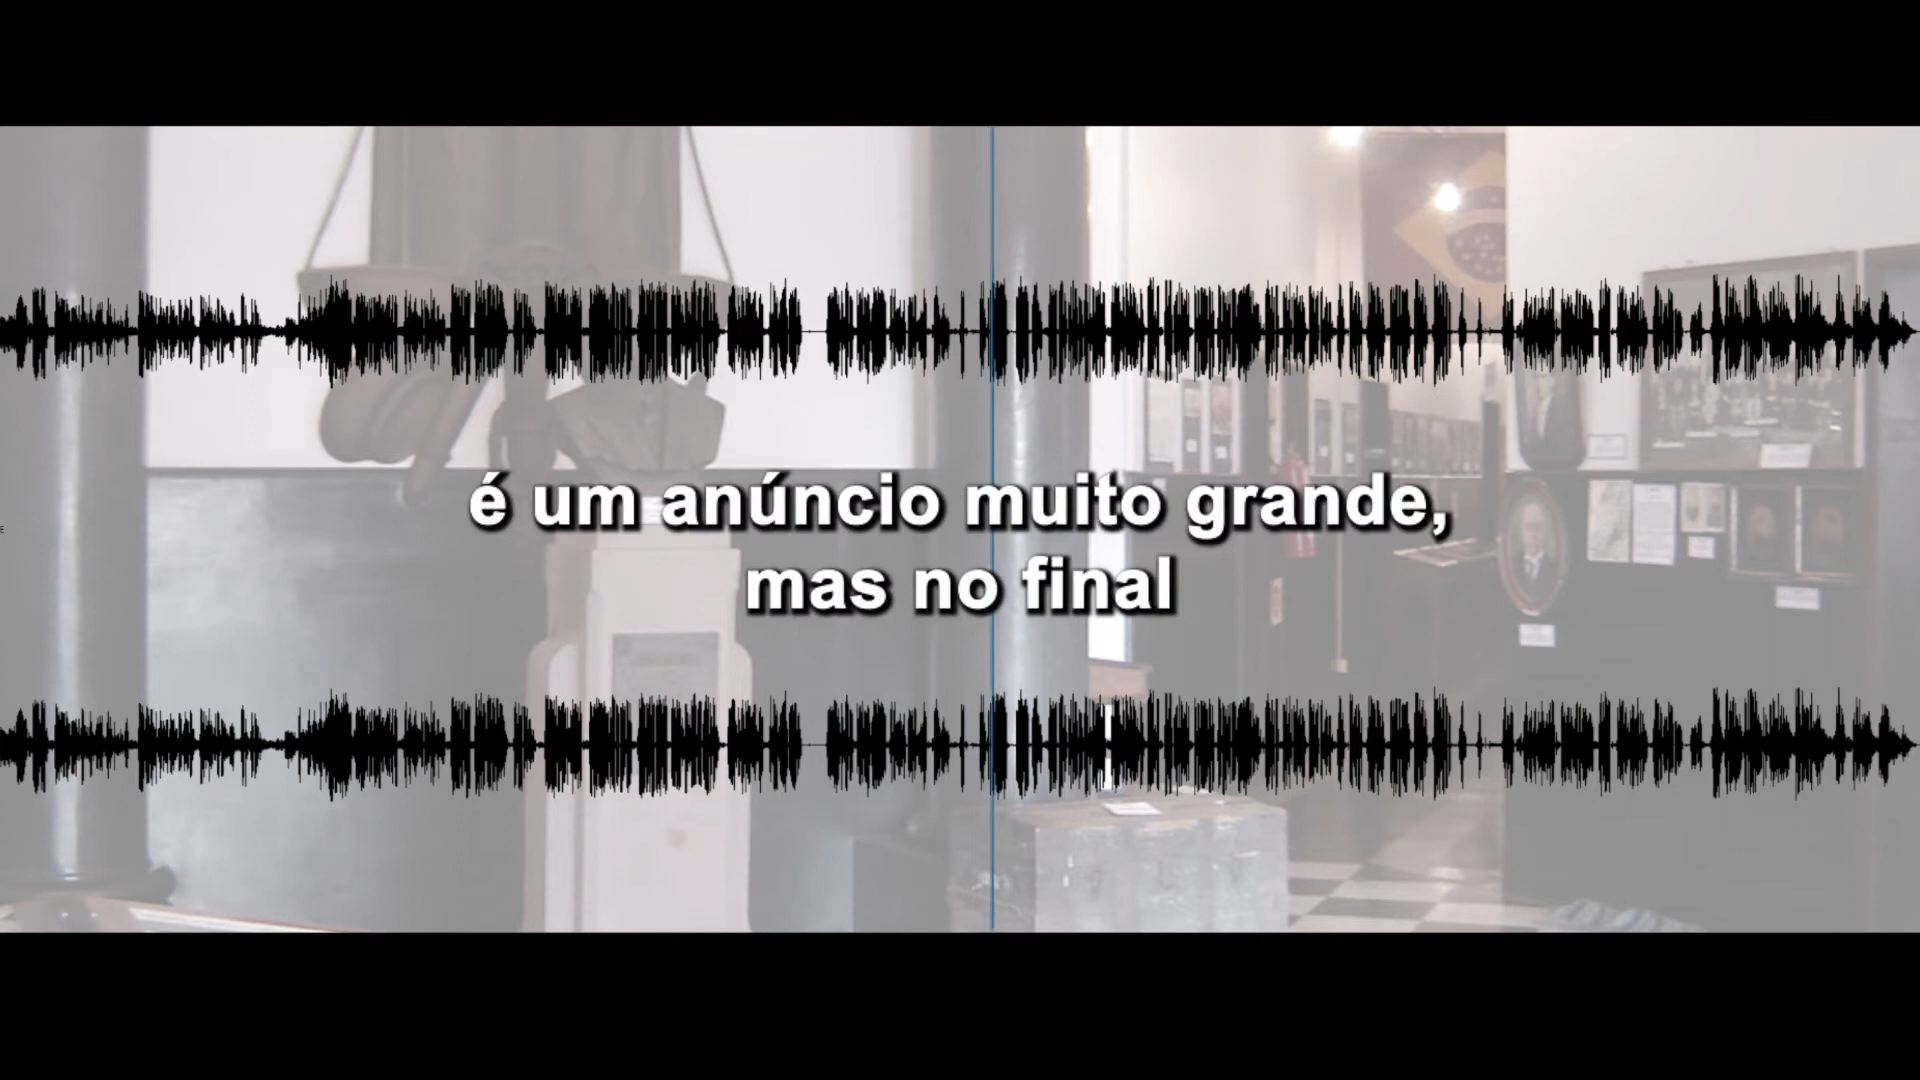 é um anúncio muito grande,
mas no final